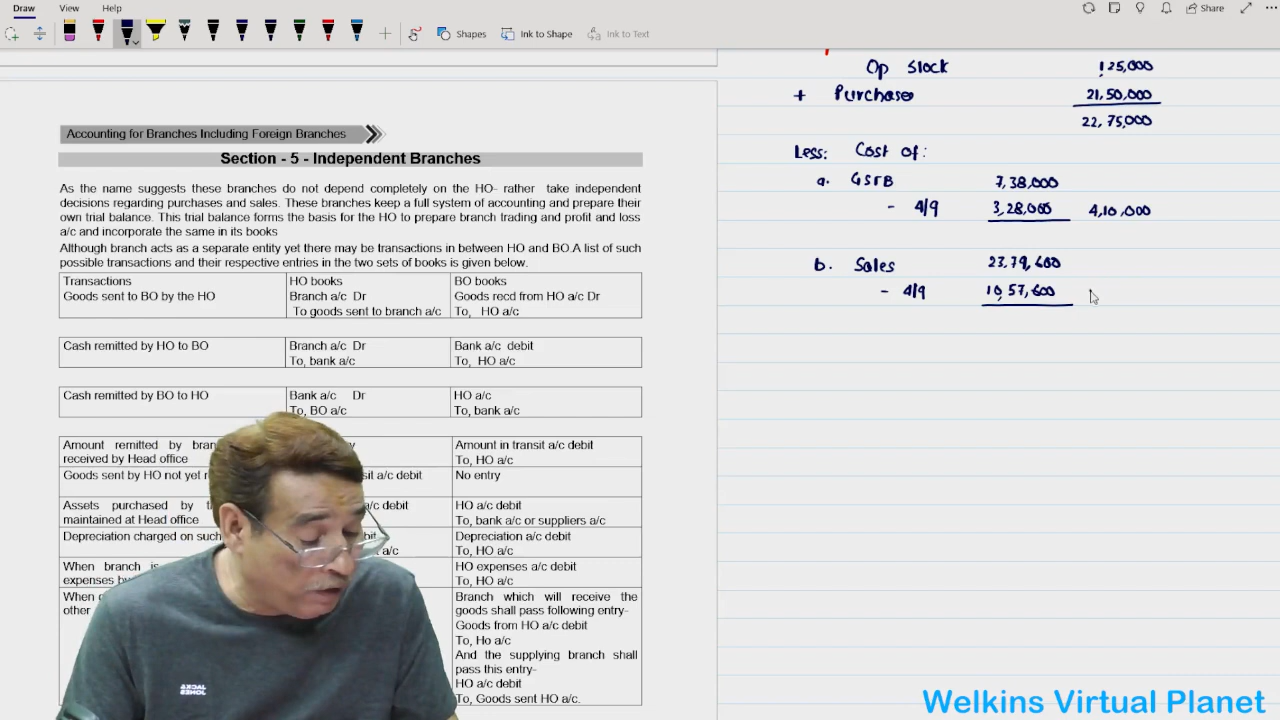 Draw View Help
Share
Shapes Ink to Shape Ink to Text
Accounting for Branches Including Foreign Branches
Section - 5 - Independent Branches
As the name suggests these branches do not depend completely on the HO- rather take independent
decisions regarding purchases and sales. These branches keep a full system of accounting and prepare their
own trial balance. This trial balance forms the basis for the HO to prepare branch trading and profit and loss
a/c and incorporate the same in its books
Although branch acts as a separate entity yet there may be transactions in between HO and BO.A list of such
possible transactions and their respective entries in the two sets of books is given below.
Transactions HO books BO books
Goods sent to BO by the HO Branch a/c Dr Goods recd from HO a/c Dr
To goods sent to branch a/c To, HO a/c
Cash remitted by HO to BO Branch a/c Dr Bank a/c debit
To, bank a/c To, HO a/c
Cash remitted by BO to HO Bank a/c Dr HO a/c
To, BO a/c To, bank a/c
Amount remitted by Amount in transit a/c debit
received by Head office To, HO a/c
Goods sent by HO not yet a/c debit No entry
Assets purchased by HO a/c debit
maintained at Head office To, bank a/c or suppliers a/c
Depreciation charged on such Depreciation a/c debit
a/c To, HO a/c
When branch is HO expenses a/c debit
expenses To, HO a/c
When Branch which will receive the
other goods shall pass following entry-
Goods from HO a/c debit
To, Ho a/c
And the supplying branch shall
pass this entry-
HO a/c debit
To, Goods sent HO a/c.
Op Stock 125,000
+ Purchases 21,50,000
22,75,000
Less: Cost of:
a. GSTB 7,38,000
- 4/9 3,28,000 4,10,000
b. Sales 23,79,600
- 4/9 10,57,600
JONES
Welkins Virtual Planet